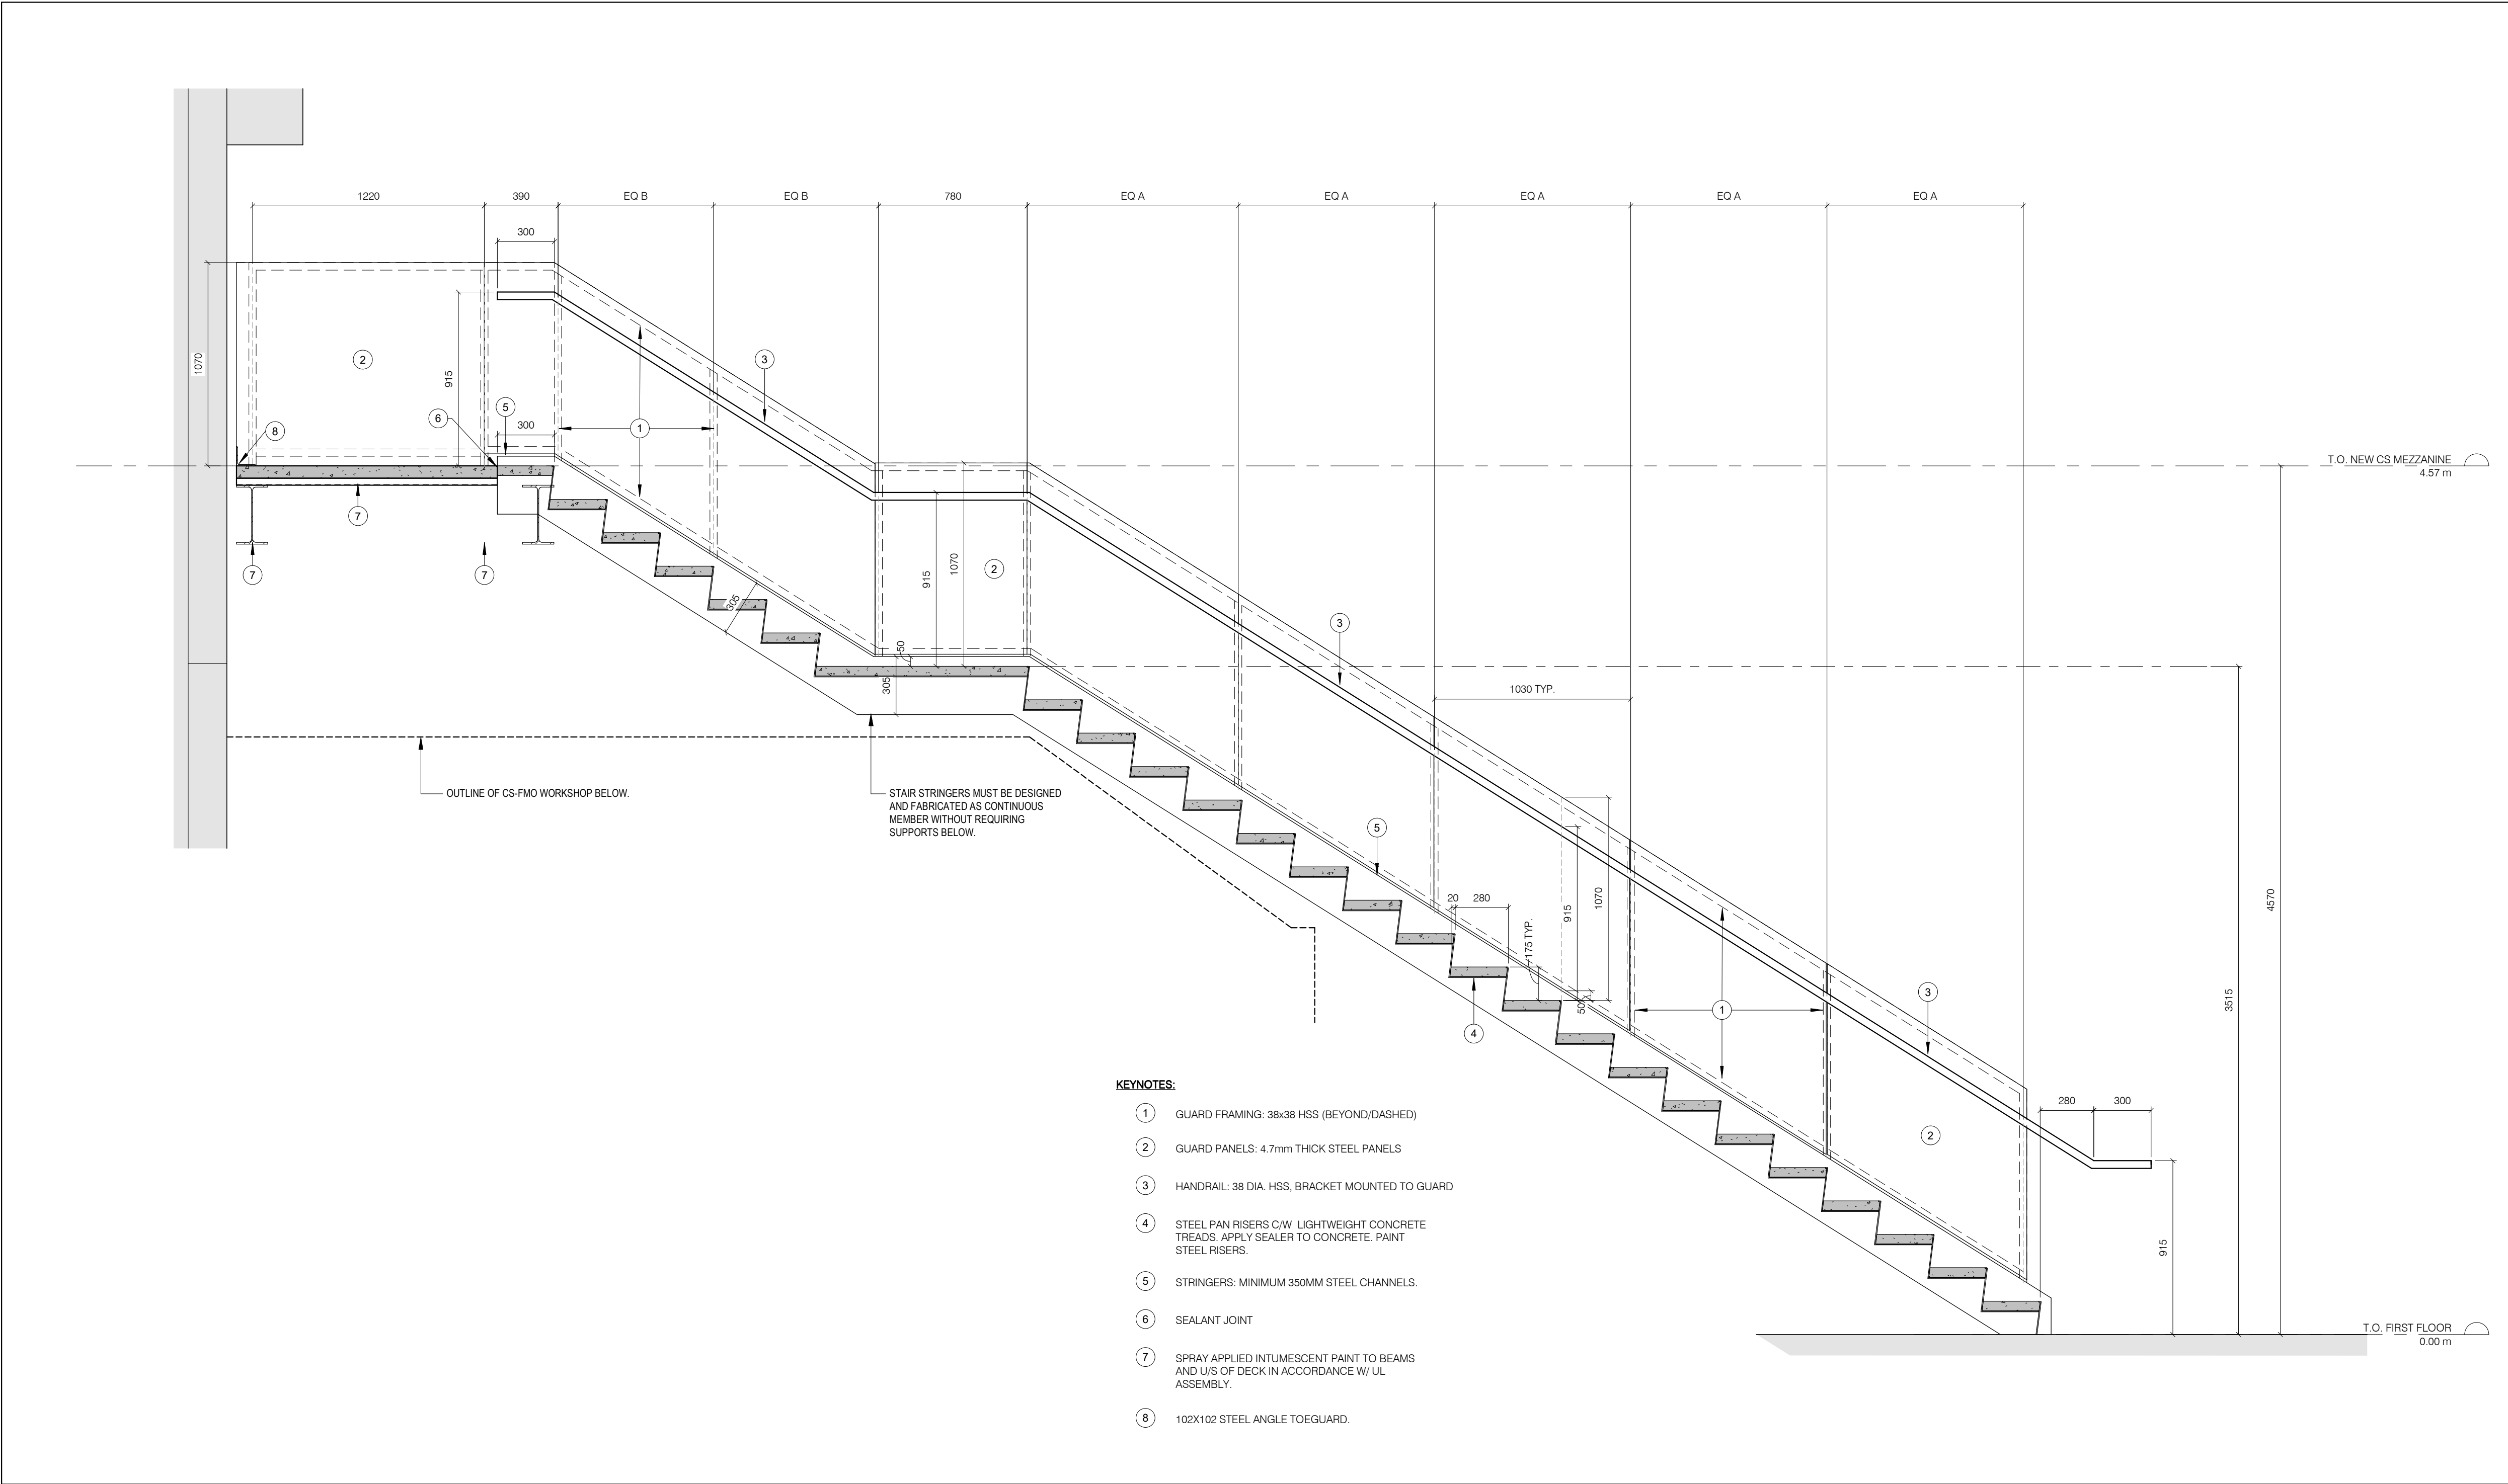 1220
390
EQ B
EQ B
780
EQ A
EQ A
EQ A
EQ A
EQ A
300
1070
915
2
3
8
6
5
300
1
7
7
7
305
915
1070
2
50
305
T.O. NEW CS MEZZANINE
4.57 m
3
1030 TYP.
OUTLINE OF CS-FMO WORKSHOP BELOW.
STAIR STRINGERS MUST BE DESIGNED
AND FABRICATED AS CONTINUOUS
MEMBER WITHOUT REQUIRING
SUPPORTS BELOW.
5
20
280
175 TYP.
915
1070
50
4
1
3
2
280
300
915
3515
4570
T.O. FIRST FLOOR
0.00 m
KEYNOTES:
1 GUARD FRAMING: 38x38 HSS (BEYOND/DASHED)
2 GUARD PANELS: 4.7mm THICK STEEL PANELS
3 HANDRAIL: 38 DIA. HSS, BRACKET MOUNTED TO GUARD
4 STEEL PAN RISERS C/W LIGHTWEIGHT CONCRETE
TREADS. APPLY SEALER TO CONCRETE. PAINT
STEEL RISERS.
5 STRINGERS: MINIMUM 350MM STEEL CHANNELS.
6 SEALANT JOINT
7 SPRAY APPLIED INTUMESCENT PAINT TO BEAMS
AND U/S OF DECK IN ACCORDANCE W/ UL
ASSEMBLY.
8 102X102 STEEL ANGLE TOEGUARD.